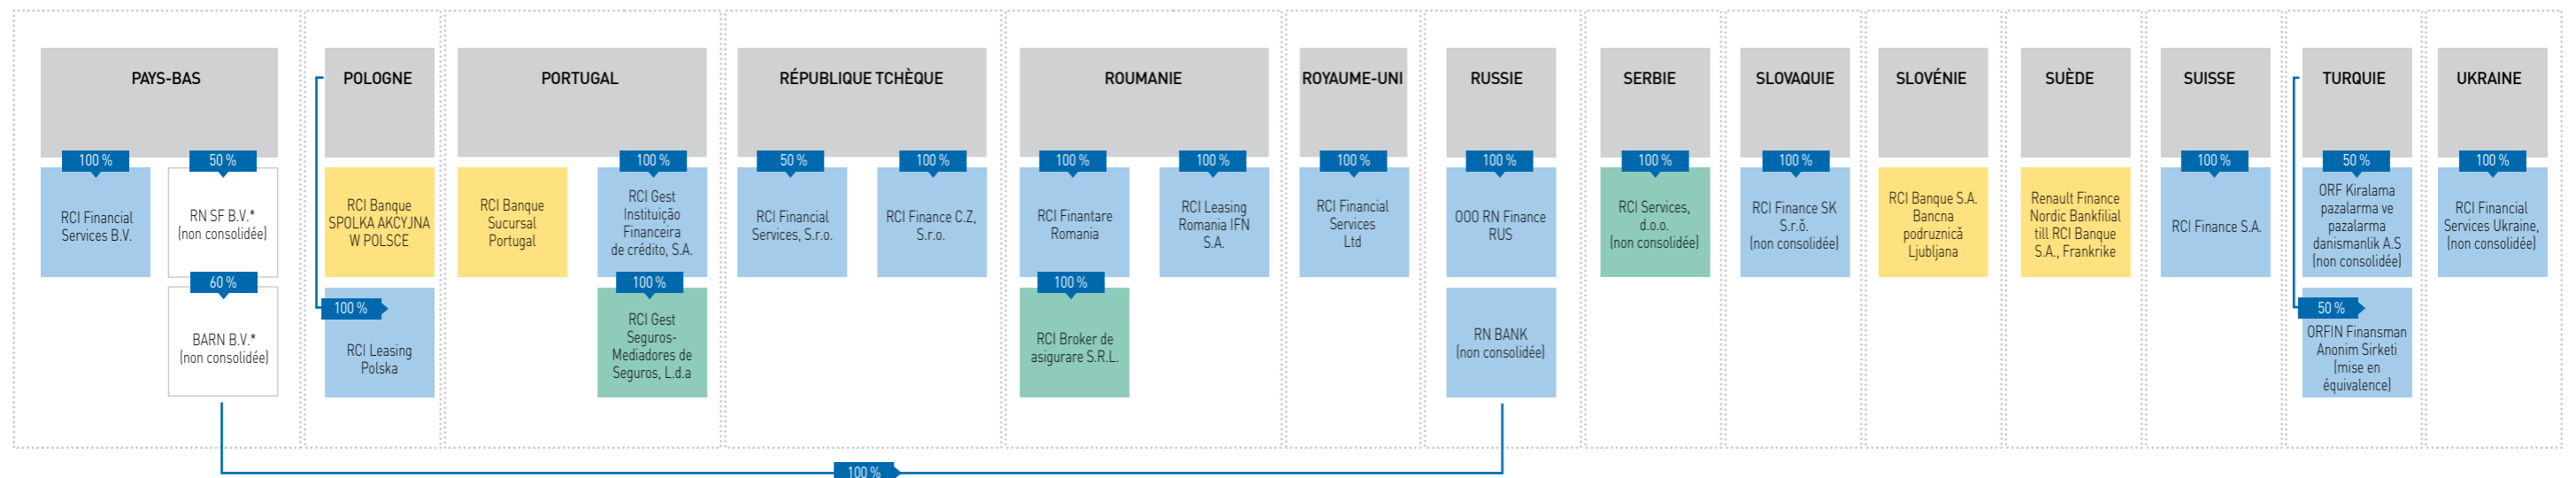 PAYS-BAS
100 %
RCI Financial
Services B.V.
50 %
RN SF B.V.*
(non consolidée)
60 %
BARN B.V.*
(non consolidée)
POLOGNE
RCI Banque
SPOLKA AKCYJNA
W POLSCE
100 %
RCI Leasing
Polska
PORTUGAL
RCI Banque
Sucursal
Portugal
100 %
RCI Gest
Instituição
Financeira
de crédito, S.A.
100 %
RCI Gest
Seguros-
Mediadores de
Seguros, L.d.a
RÉPUBLIQUE TCHÈQUE
50 %
RCI Financial
Services, S.r.o.
100 %
RCI Finance C.Z,
S.r.o.
ROUMANIE
100 %
RCI Finantare
Romania
100 %
RCI Broker de
asigurare S.R.L.
100 %
RCI Leasing
Romania IFN
S.A.
ROYAUME-UNI
100 %
RCI Financial
Services
Ltd
RUSSIE
100 %
OOO RN Finance
RUS
RN BANK
(non consolidée)
SERBIE
100 %
RCI Services,
d.o.o.
(non consolidée)
SLOVAQUIE
100 %
RCI Finance SK
S.r.ŏ.
(non consolidée)
SLOVÉNIE
RCI Banque S.A.
Bancna
podruznică
Ljubljana
SUÈDE
Renault Finance
Nordic Bankfilial
till RCI Banque
S.A., Frankrike
SUISSE
100 %
RCI Finance S.A.
TURQUIE
50 %
ORF Kiralama
pazalarma ve
pazalarma
danismanlik A.S
(non consolidée)
50 %
ORFIN Finansman
Anonim Sirketi
(mise en
équivalence)
UKRAINE
100 %
RCI Financial
Services Ukraine,
(non consolidée)
100 %